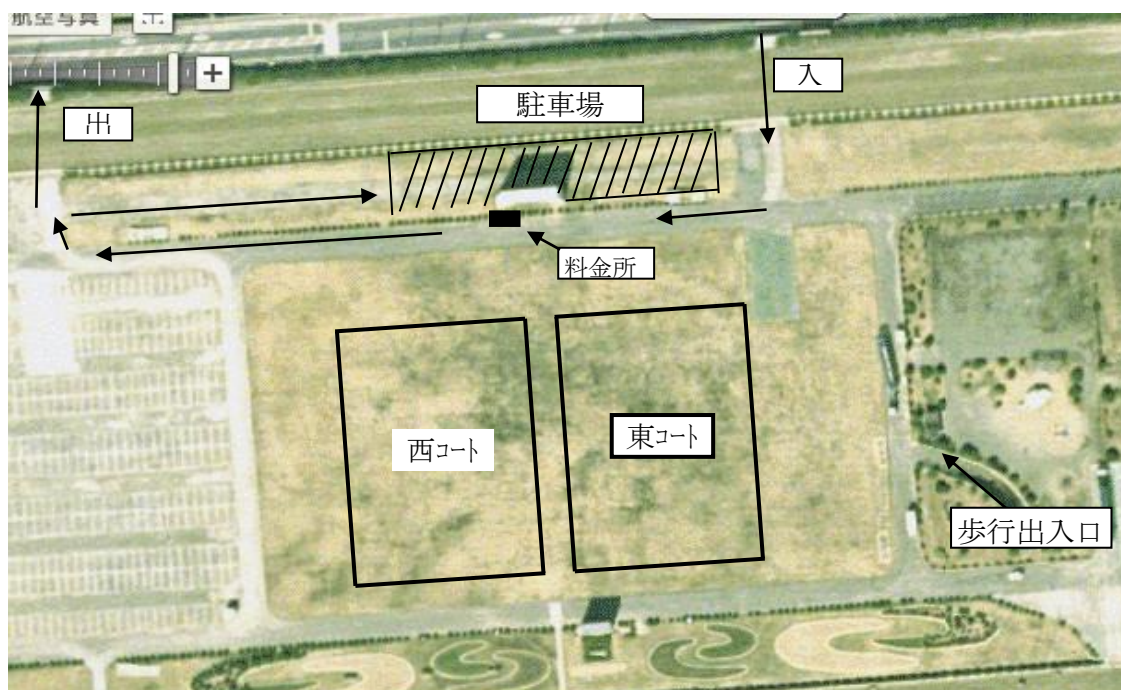 航空写真
入
出
駐車場
料金所
西コート
東コート
歩行出入口